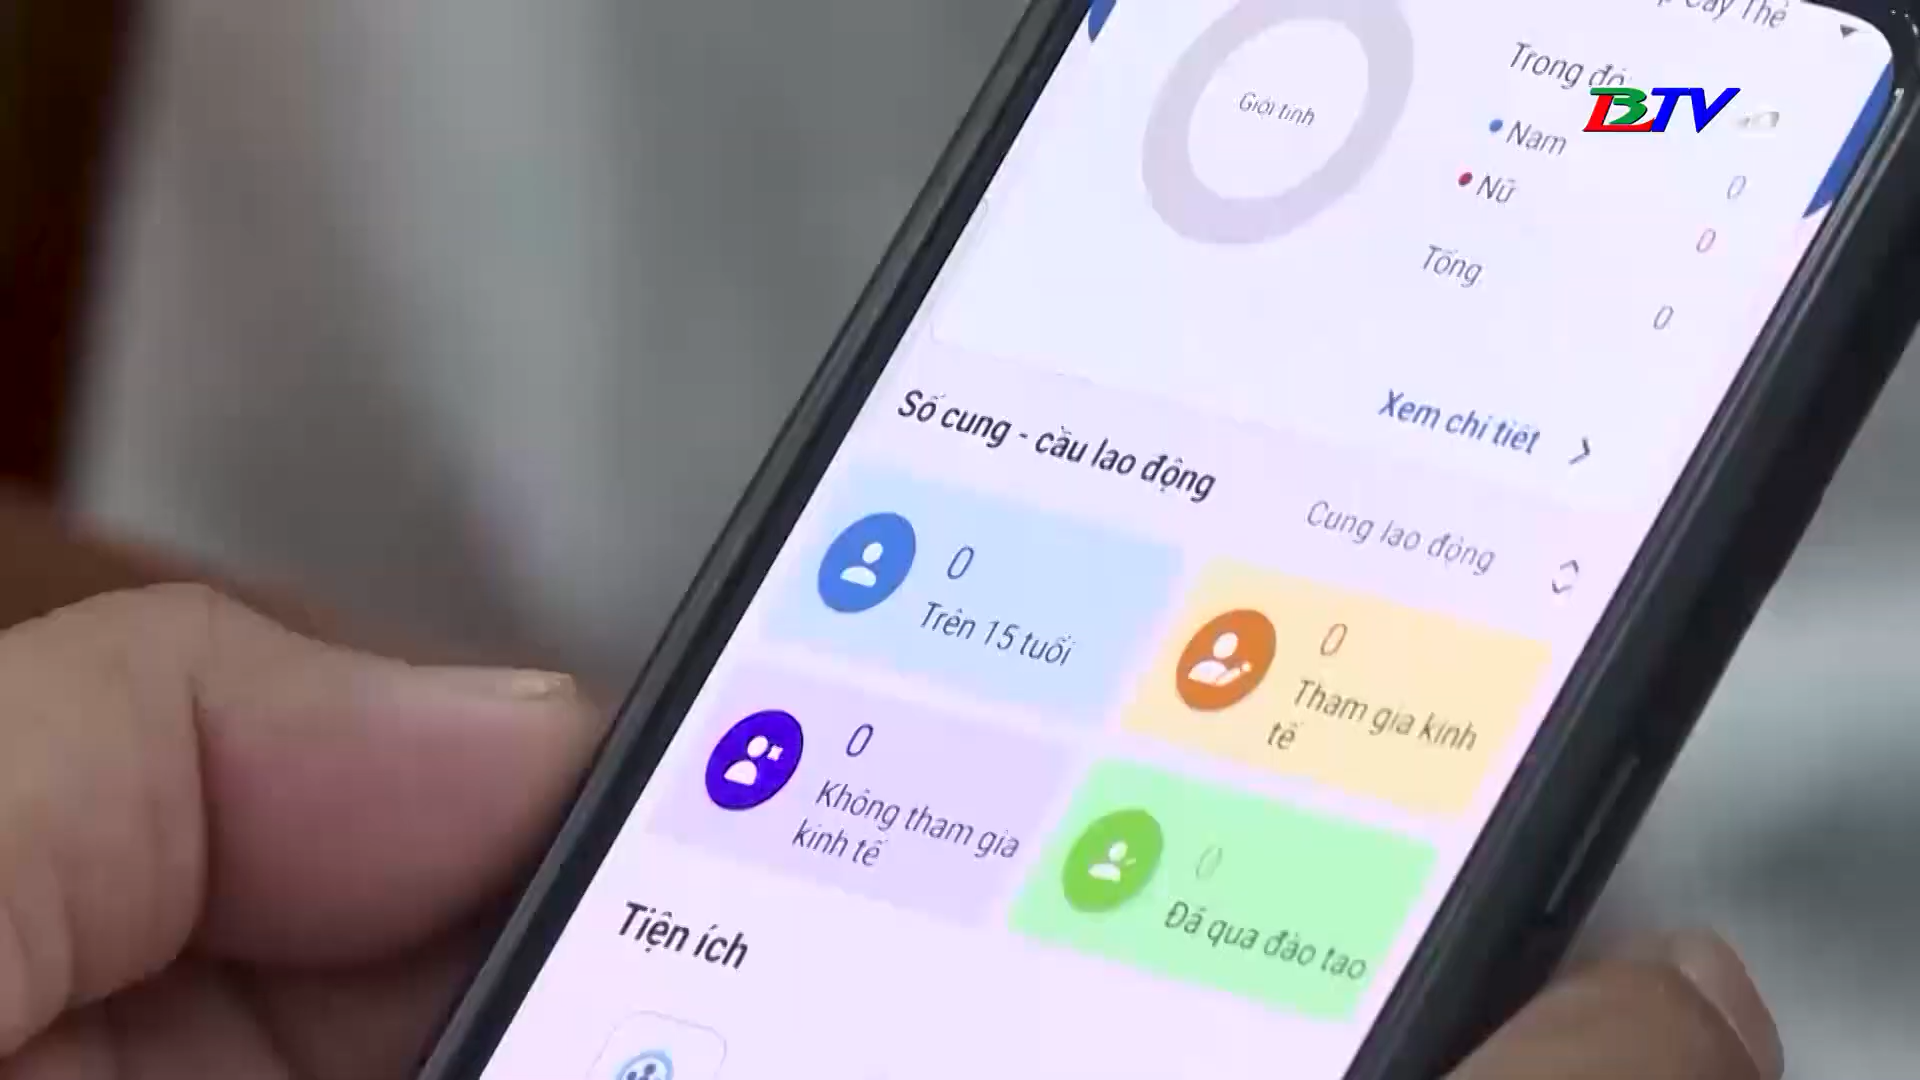 Cây Thẻ
Trong đó:
BTV
Giới tính
Nam
0
Nữ
0
Tổng
0
Xem chi tiết
Số cung - cầu lao động
Cung lao động
0
Trên 15 tuổi
0
Tham gia kinh
tế
0
Không tham gia
kinh tế
0
Đã qua đào tạo
Tiện ích